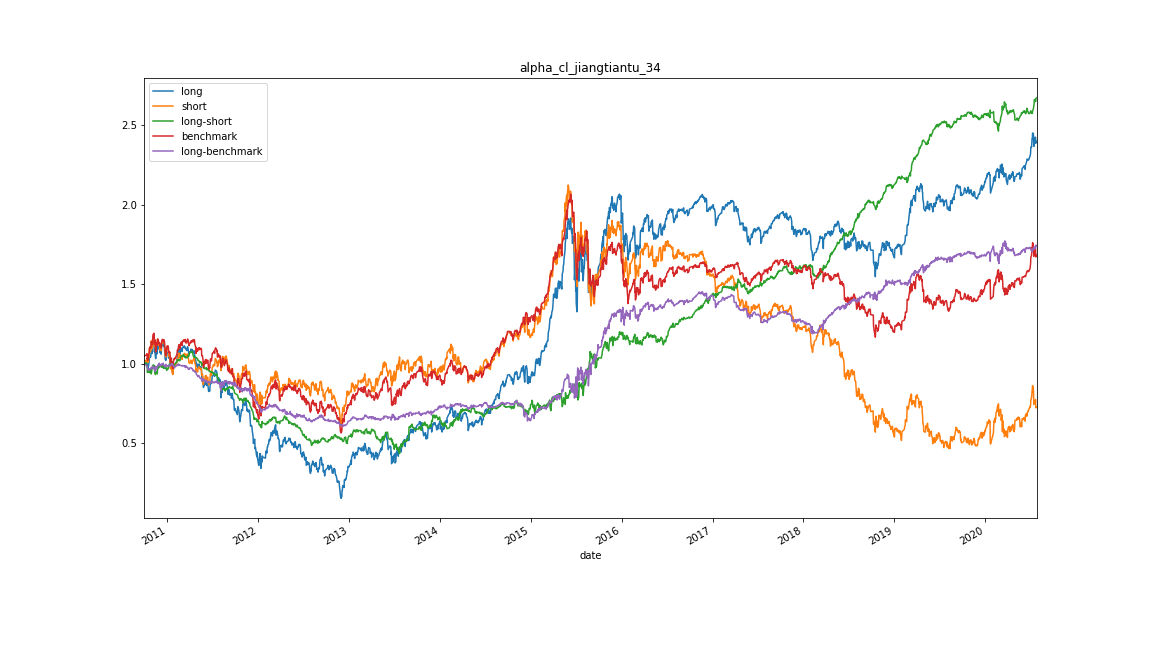 alpha_cl_jiangtiantu_34
long
short
long-short
benchmark
long-benchmark
2.5
2.0
1.5
1.0
0.5
2011 2012 2013 2014 2015 2016 2017 2018 2019 2020
date